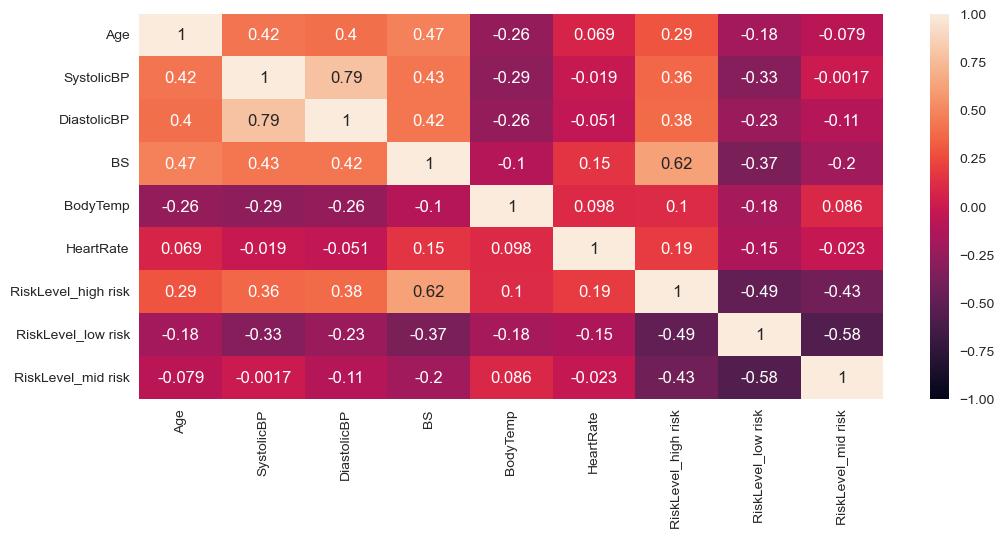 Age 1 0.42 0.4 0.47 -0.26 0.069 0.29 -0.18 -0.079
SystolicBP 0.42 1 0.79 0.43 -0.29 -0.019 0.36 -0.33 -0.0017
DiastolicBP 0.4 0.79 1 0.42 -0.26 -0.051 0.38 -0.23 -0.11
BS 0.47 0.43 0.42 1 -0.1 0.15 0.62 -0.37 -0.2
BodyTemp -0.26 -0.29 -0.26 -0.1 1 0.098 0.1 -0.18 0.086
HeartRate 0.069 -0.019 -0.051 0.15 0.098 1 0.19 -0.15 -0.023
RiskLevel_high risk 0.29 0.36 0.38 0.62 0.1 0.19 1 -0.49 -0.43
RiskLevel_low risk -0.18 -0.33 -0.23 -0.37 -0.18 -0.15 -0.49 1 -0.58
RiskLevel_mid risk -0.079 -0.0017 -0.11 -0.2 0.086 -0.023 -0.43 -0.58 1
Age
SystolicBP
DiastolicBP
BS
BodyTemp
HeartRate
RiskLevel_high risk
RiskLevel_low risk
RiskLevel_mid risk
1.00
0.75
0.50
0.25
0.00
−0.25
−0.50
−0.75
−1.00